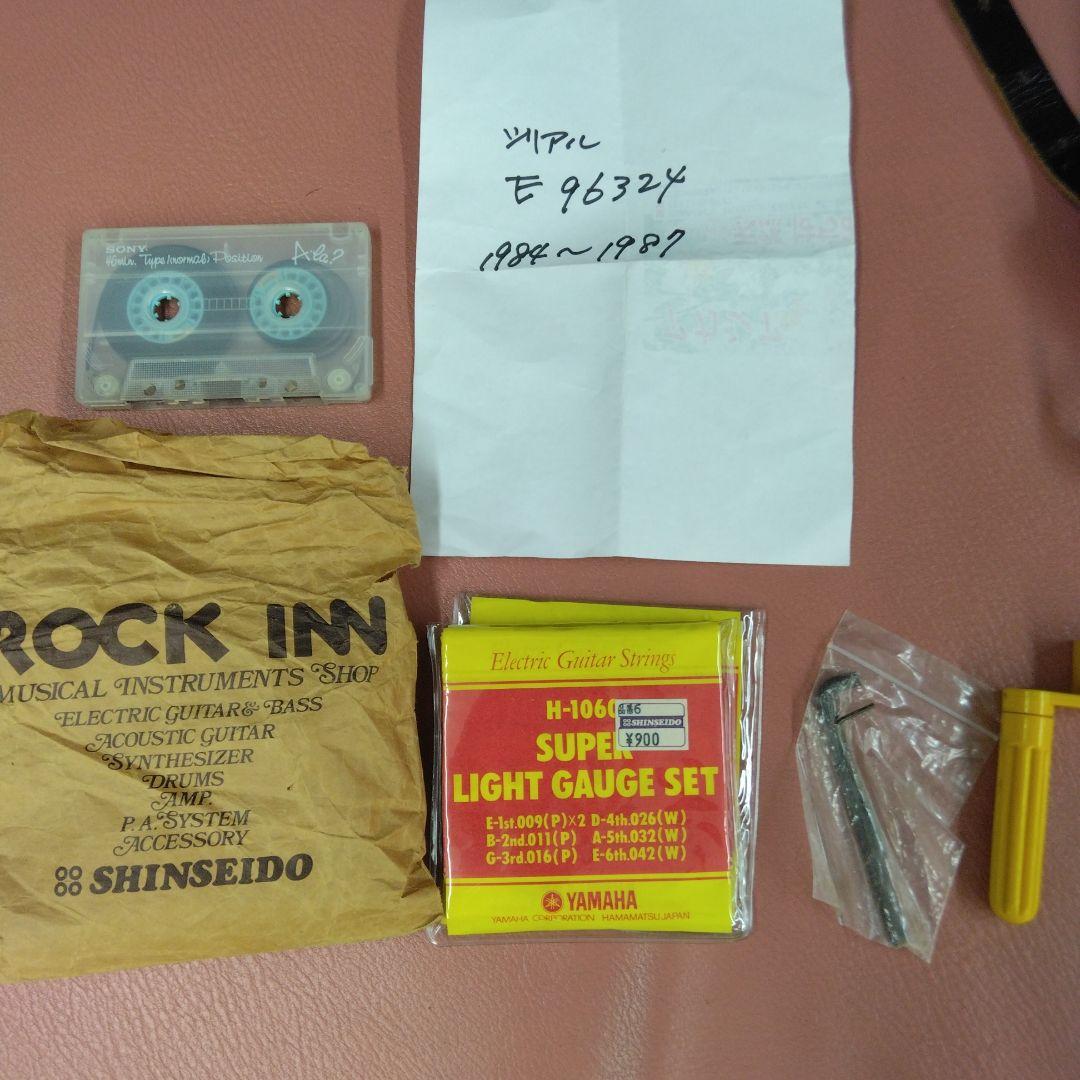 SONY
46min. Type I(normal) Position
シリアル
E 96324
1984~1987
ROCK INN
MUSICAL INSTRUMENTS SHOP
ELECTRIC GUITAR & BASS
ACOUSTIC GUITAR
SYNTHESIZER
DRUMS
AMP.
P.A. SYSTEM
ACCESSORY
SHINSEIDO
Electric Guitar Strings
H-1060
SHINSEIDO
¥900
SUPER
LIGHT GAUGE SET
E-1st.009(P)×2 D-4th.026(W)
B-2nd.011(P) A-5th.032(W)
G-3rd.016(P) E-6th.042(W)
YAMAHA
YAMAHA CORPORATION HAMAMATSU JAPAN